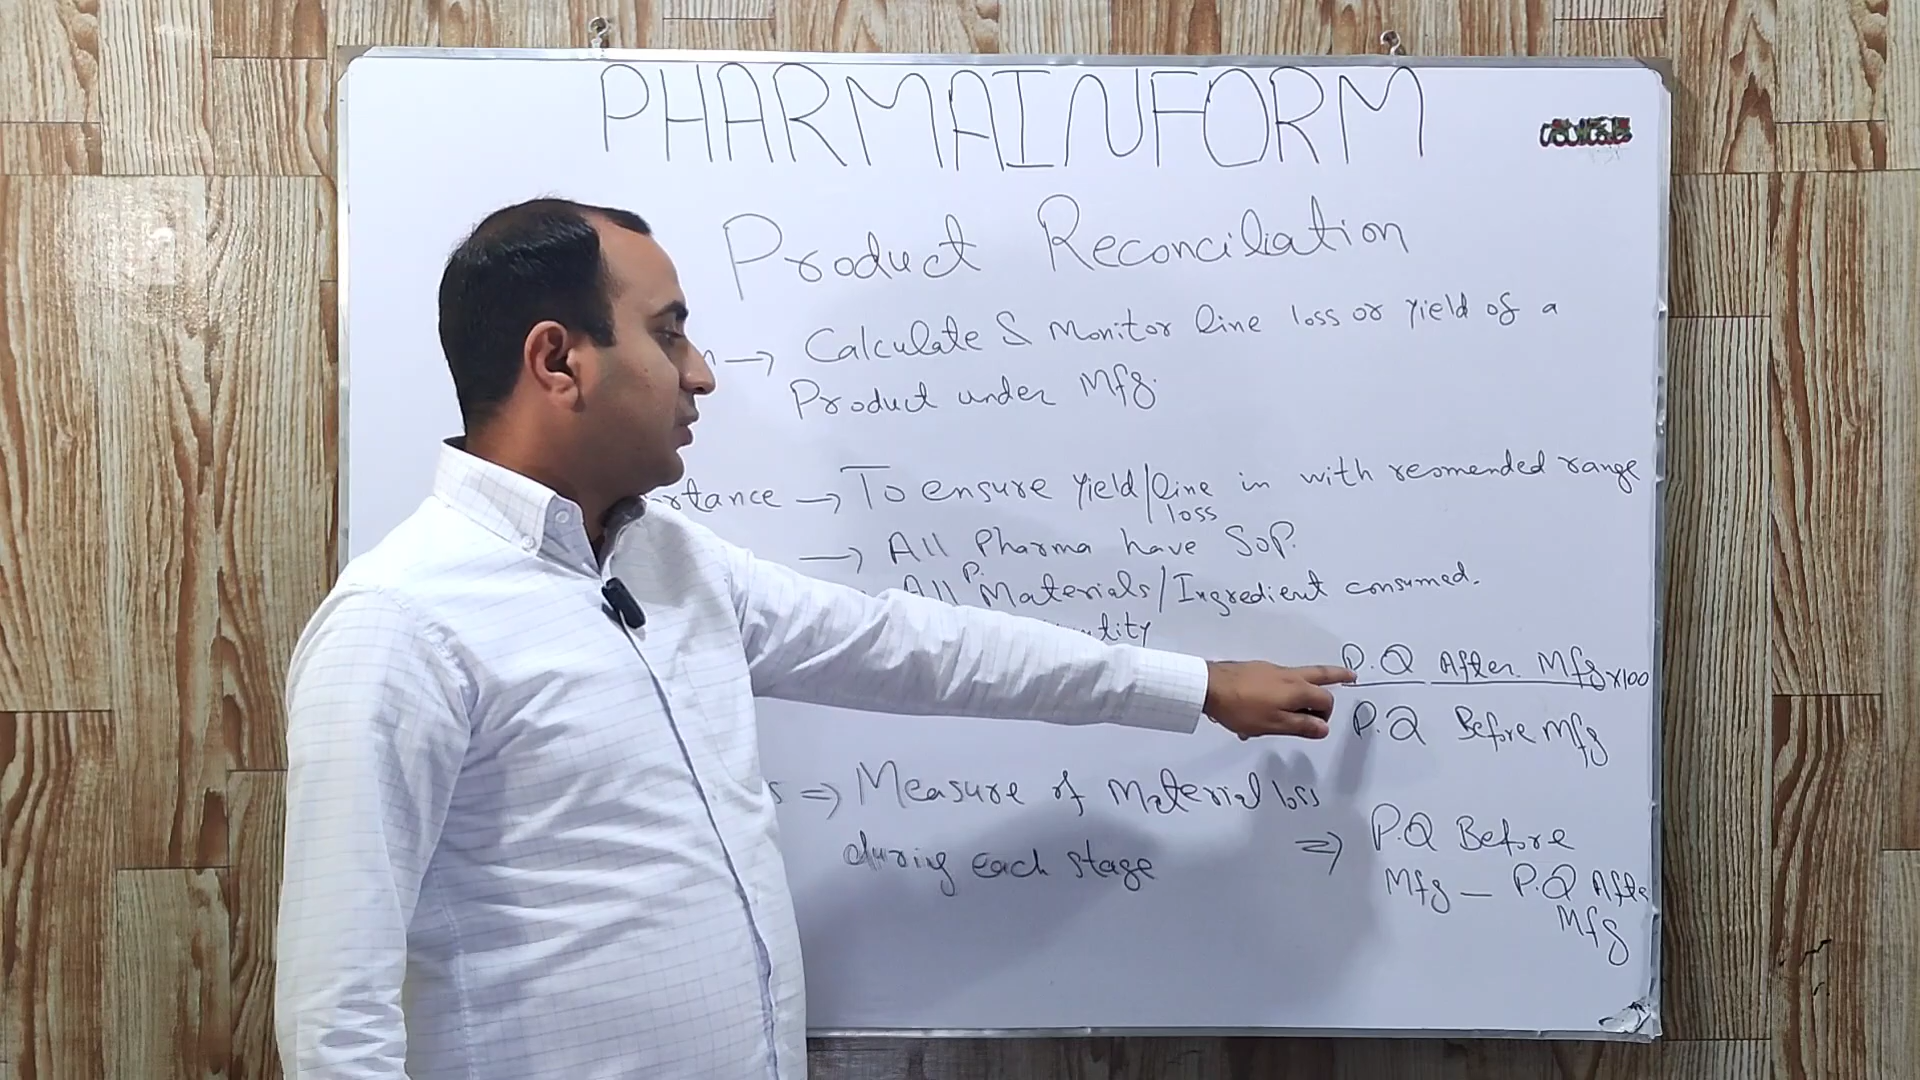 PHARMAINFORM
Product Reconciliation
n → Calculate & Monitor line loss or yield of a
Product under Mfg.
rtance → To ensure yield/line loss in with resomended range
→ All Pharma have SOP.
All P. Materials/Ingredient consumed.
tity
P.Q After Mfg x100
P.Q Before Mfg
s ⇒ Measure of Material loss
during each stage
⇒ P.Q Before
Mfg – P.Q After
Mfg